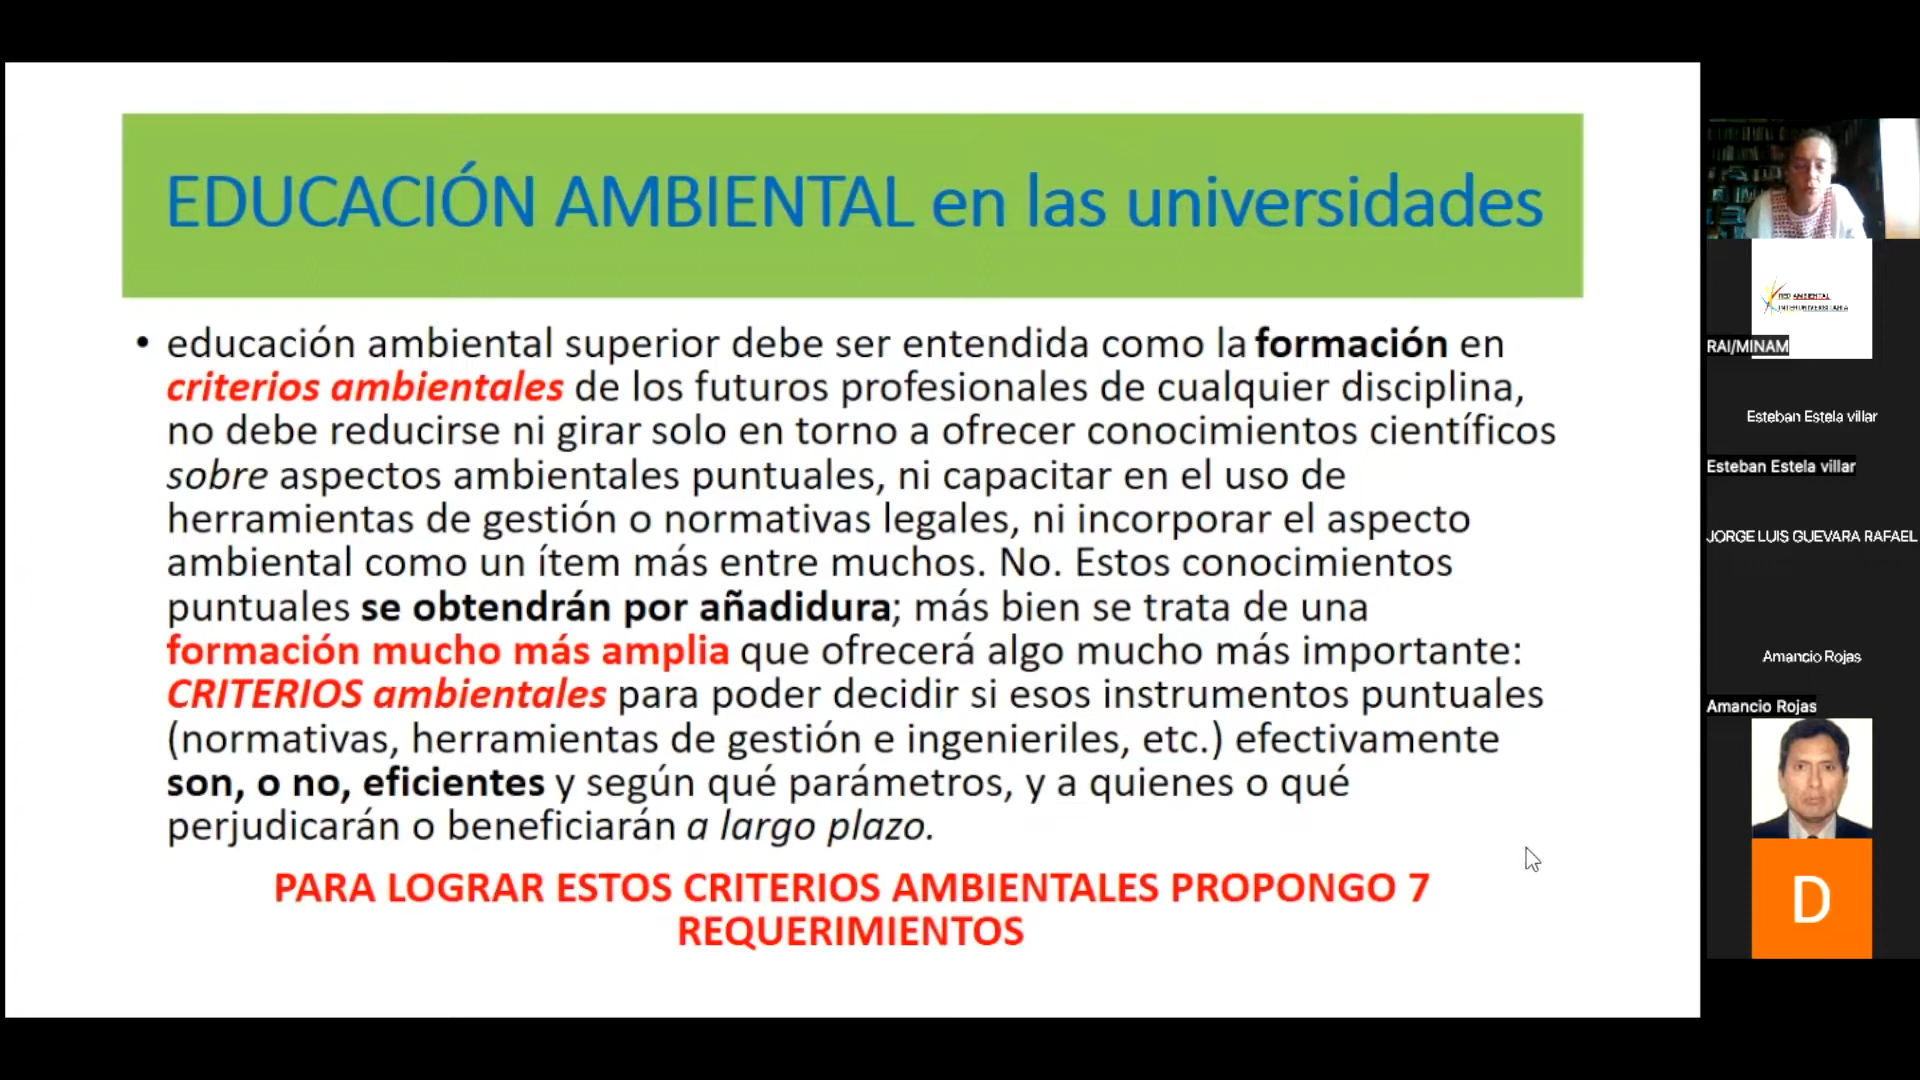 EDUCACIÓN AMBIENTAL en las universidades
• educación ambiental superior debe ser entendida como la formación en
criterios ambientales de los futuros profesionales de cualquier disciplina,
no debe reducirse ni girar solo en torno a ofrecer conocimientos científicos
sobre aspectos ambientales puntuales, ni capacitar en el uso de
herramientas de gestión o normativas legales, ni incorporar el aspecto
ambiental como un ítem más entre muchos. No. Estos conocimientos
puntuales se obtendrán por añadidura; más bien se trata de una
formación mucho más amplia que ofrecerá algo mucho más importante:
CRITERIOS ambientales para poder decidir si esos instrumentos puntuales
(normativas, herramientas de gestión e ingenieriles, etc.) efectivamente
son, o no, eficientes y según qué parámetros, y a quienes o qué
perjudicarán o beneficiarán a largo plazo.
PARA LOGRAR ESTOS CRITERIOS AMBIENTALES PROPONGO 7
REQUERIMIENTOS
RED AMBIENTAL
INTERUNIVERSITARIA
RAI/MINAM
Esteban Estela villar
Esteban Estela villar
JORGE LUIS GUEVARA RAFAEL
Amancio Rojas
Amancio Rojas
D